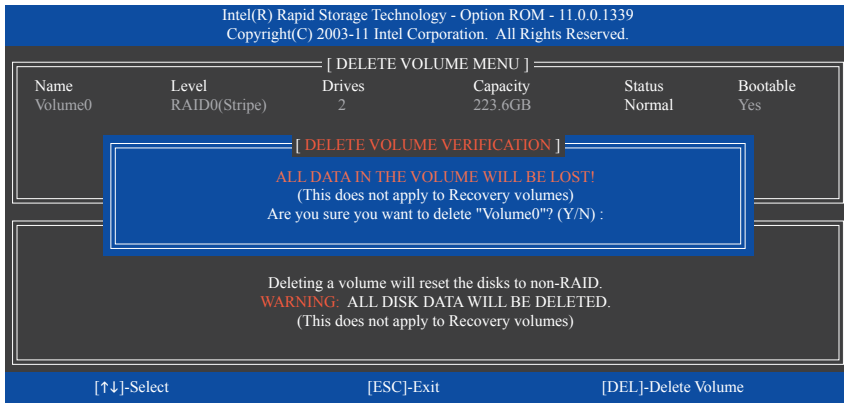 Intel(R) Rapid Storage Technology - Option ROM - 11.0.0.1339
Copyright(C) 2003-11 Intel Corporation. All Rights Reserved.
[ DELETE VOLUME MENU ]
Name Level Drives Capacity Status Bootable
Volume0 RAID0(Stripe) 2 223.6GB Normal Yes
[ DELETE VOLUME VERIFICATION ]
ALL DATA IN THE VOLUME WILL BE LOST!
(This does not apply to Recovery volumes)
Are you sure you want to delete "Volume0"? (Y/N) :
Deleting a volume will reset the disks to non-RAID.
WARNING: ALL DISK DATA WILL BE DELETED.
(This does not apply to Recovery volumes)
[↑↓]-Select [ESC]-Exit [DEL]-Delete Volume